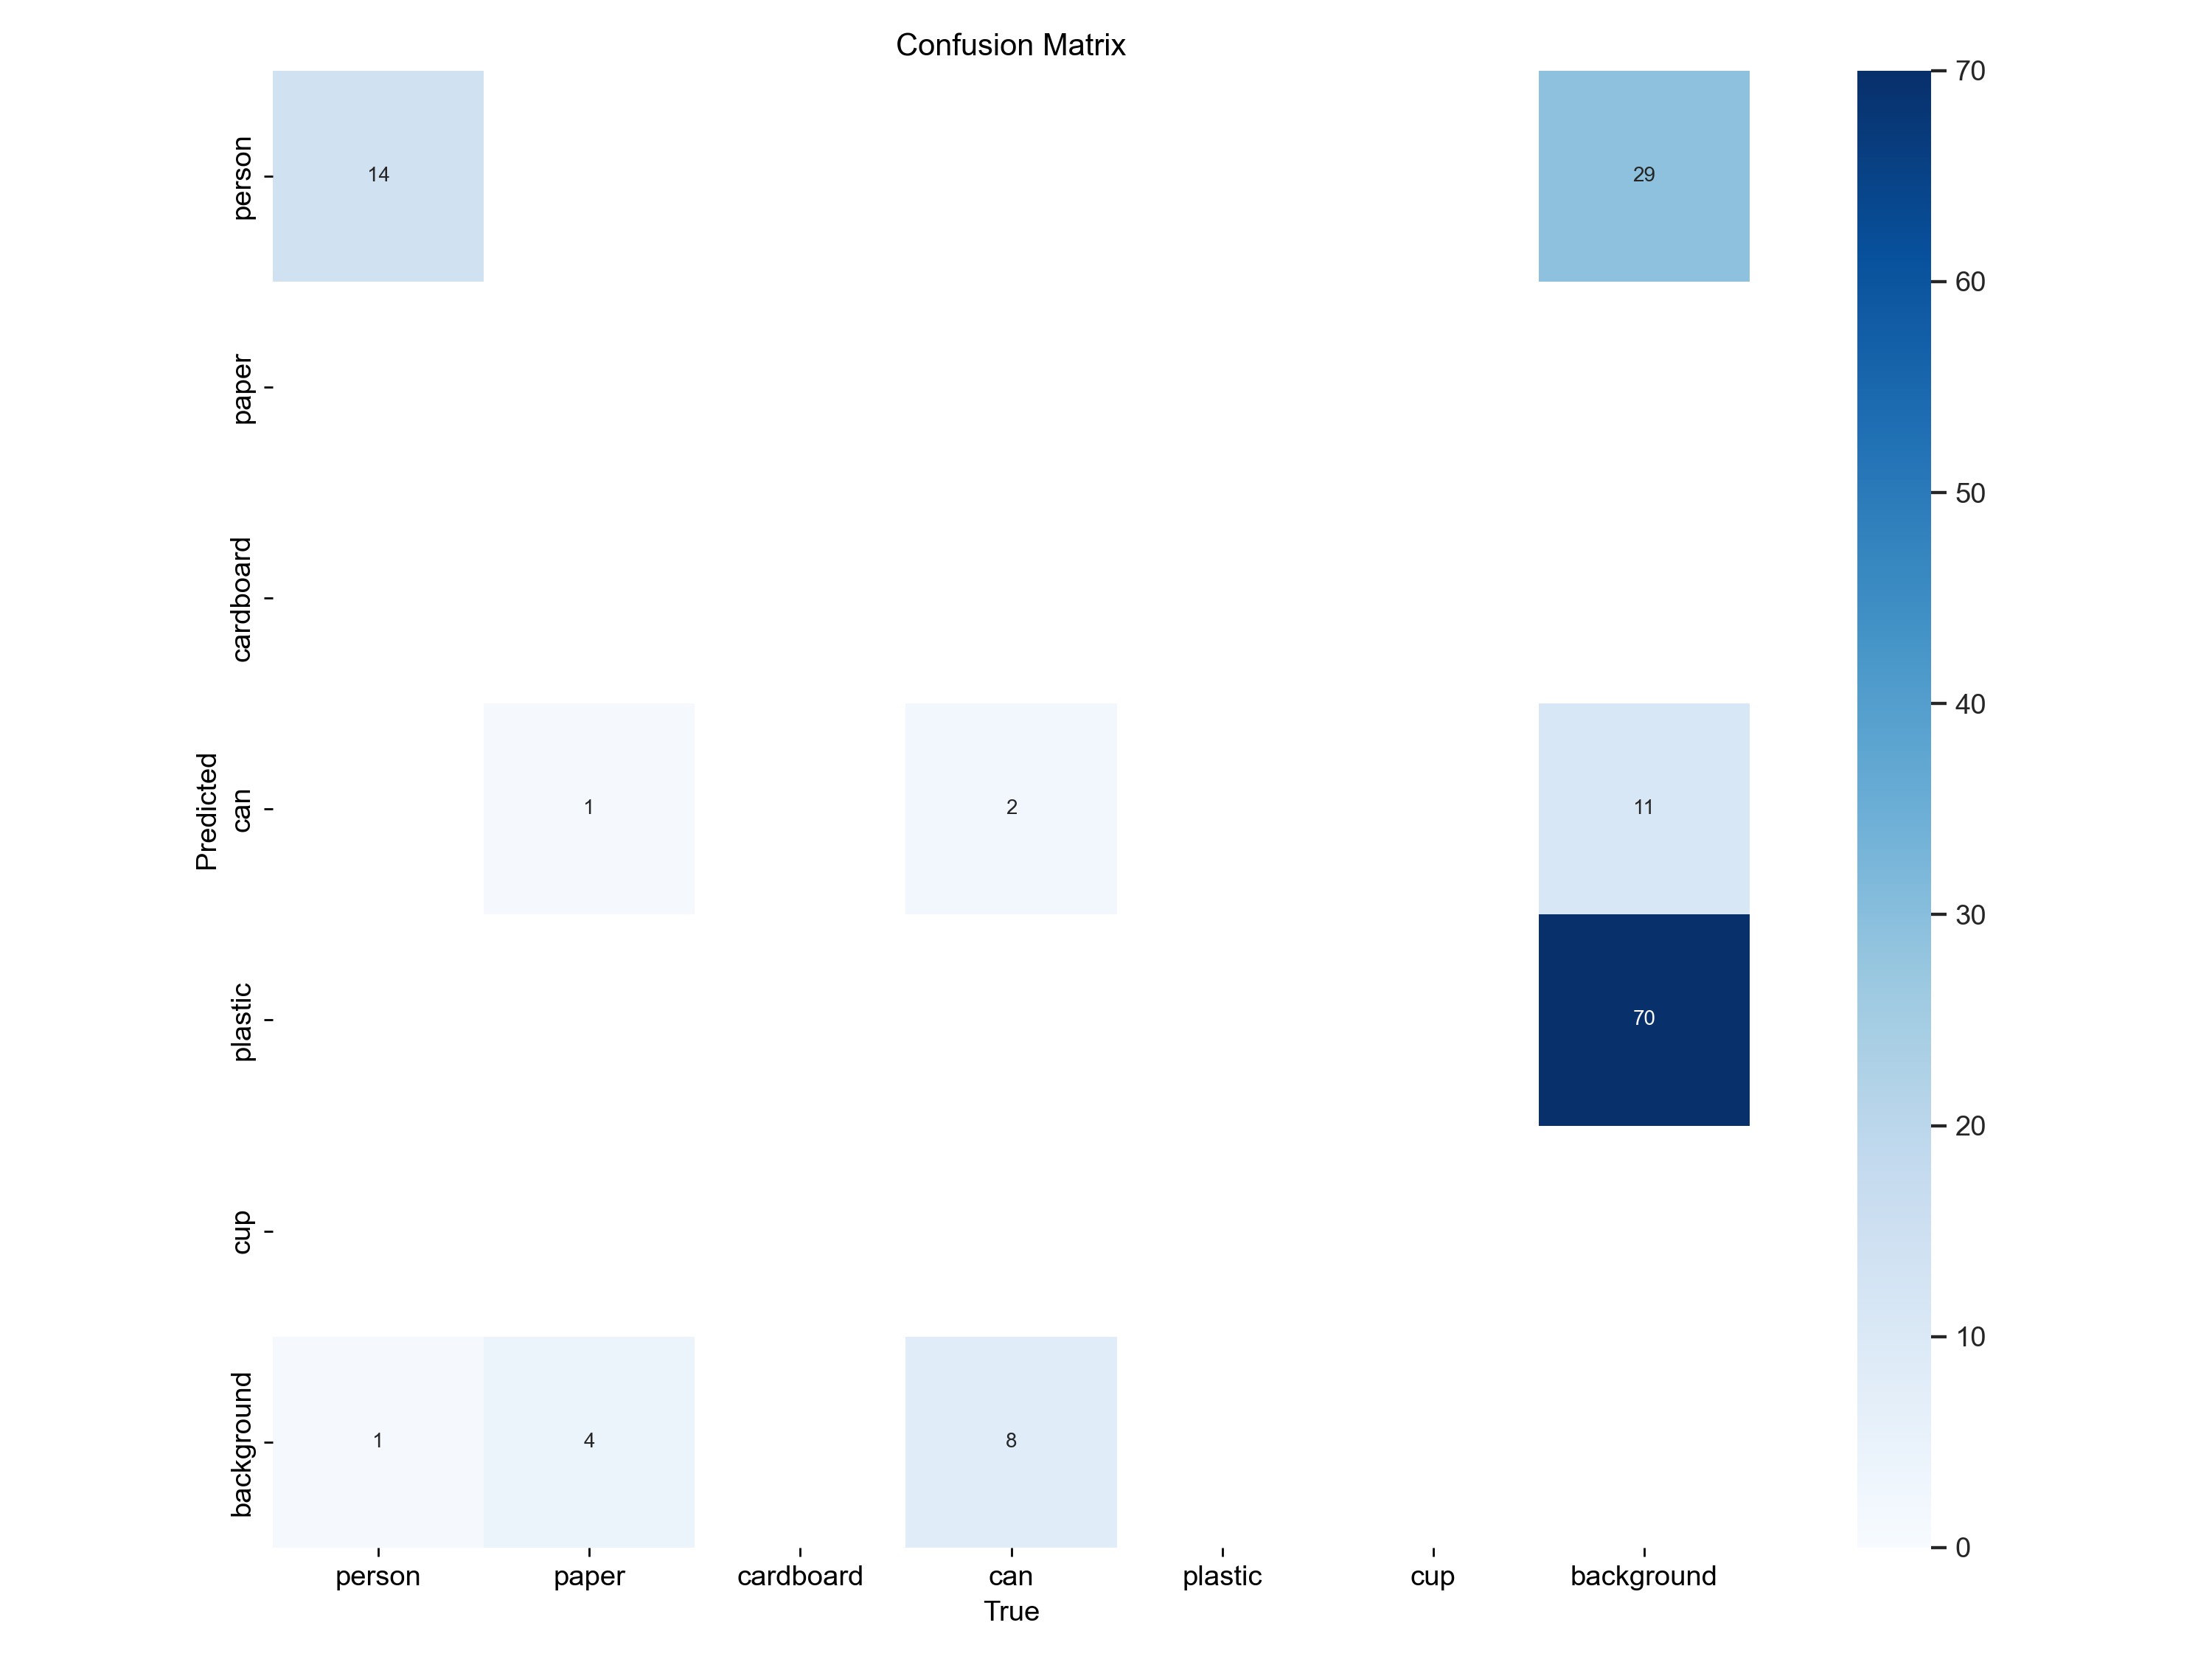 Confusion Matrix
person
14
29
70
60
paper
50
cardboard
40
Predicted
can
1
2
11
30
plastic
70
20
cup
10
background
1
4
8
0
person paper cardboard can plastic cup background
True